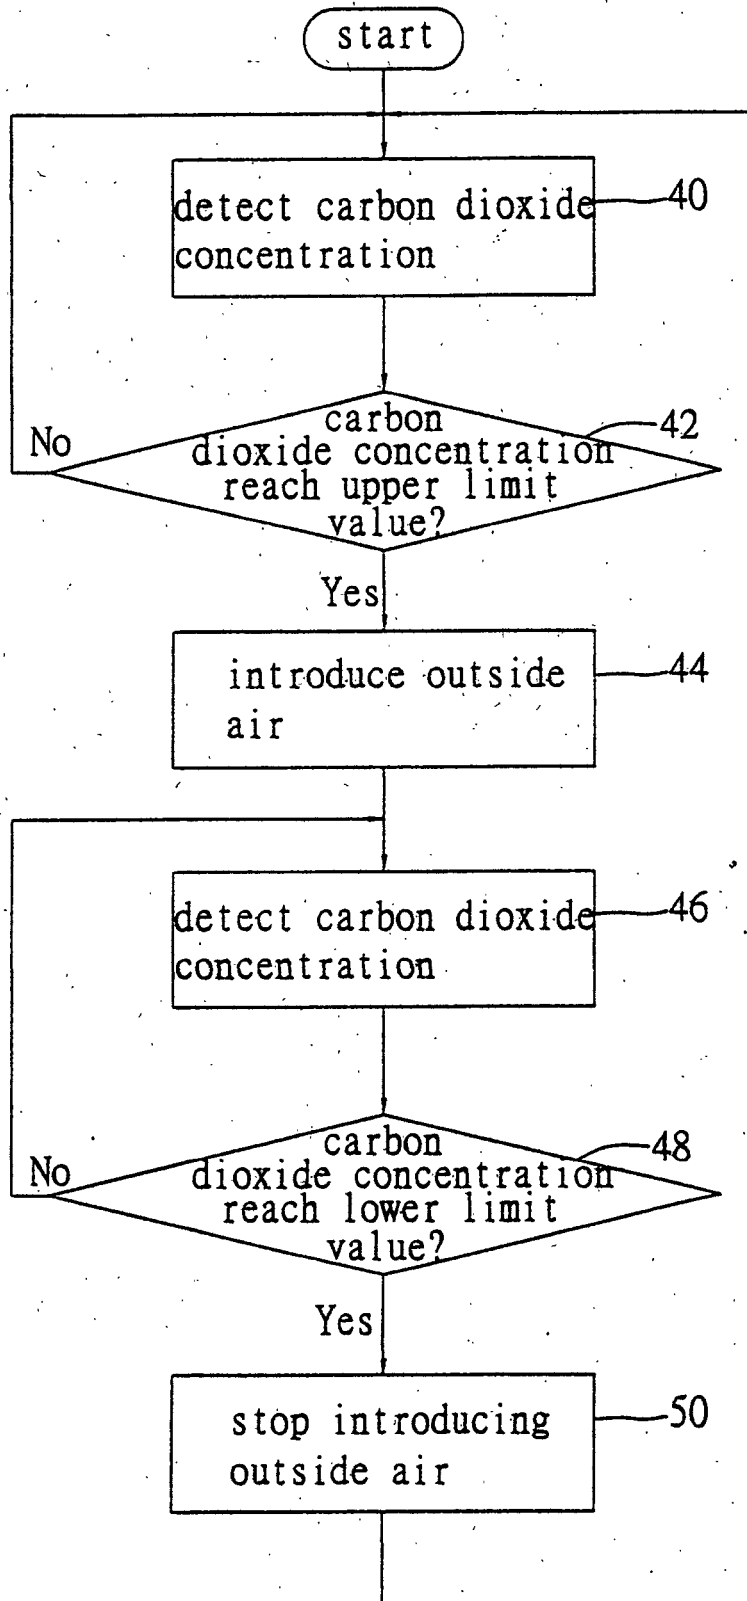 start
detect carbon dioxide
concentration
40
carbon
dioxide concentration
reach upper limit
value?
42
No
Yes
introduce outside
air
44
detect carbon dioxide
concentration
46
carbon
dioxide concentration
reach lower limit
value?
48
No
Yes
stop introducing
outside air
50